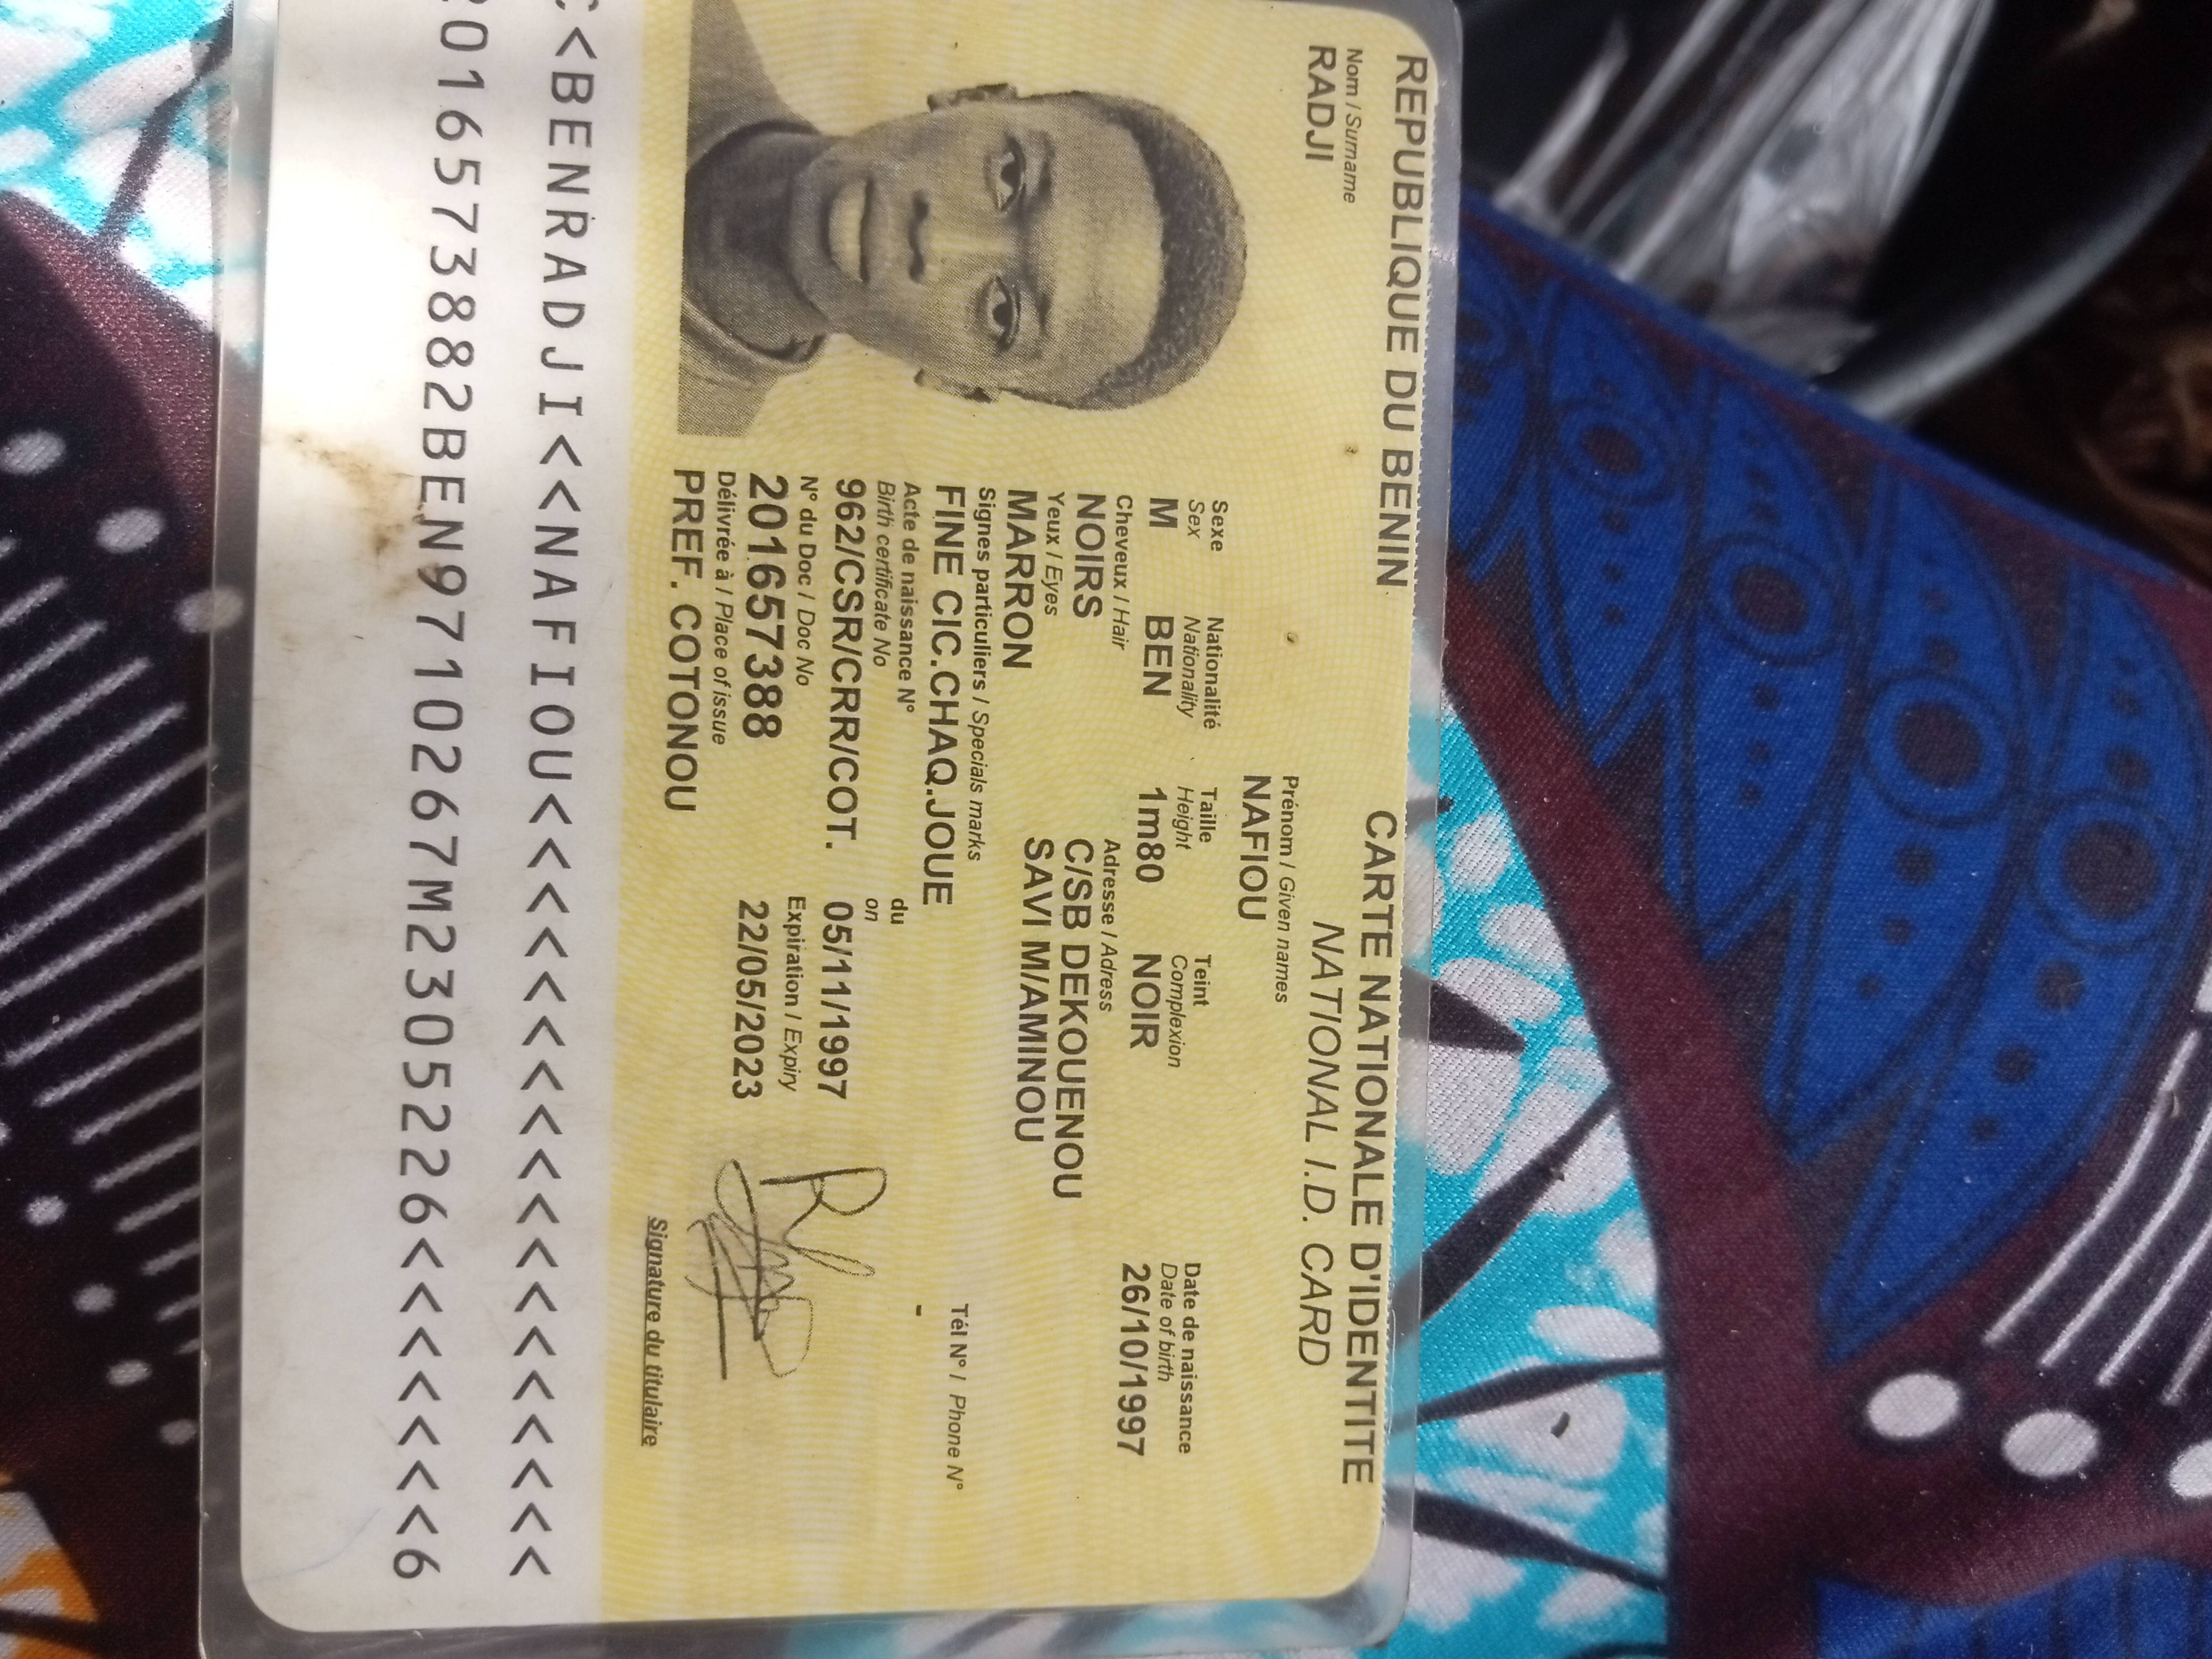 REPUBLIQUE DU BENIN
CARTE NATIONALE D'IDENTITE
NATIONAL I.D. CARD
Nom / Surname
RADJI
Prénom / Given names
NAFIOU
Sexe
Sex
M
Nationalité
Nationality
BEN
Taille
Height
1m80
Teint
Complexion
NOIR
Date de naissance
Date of birth
26/10/1997
Cheveux / Hair
NOIRS
Adresse / Adress
C/SB DEKOUENOU
SAVI M/AMINOU
Yeux / Eyes
MARRON
Signes particuliers / Specials marks
FINE CIC.CHAQ.JOUE
Tél N° / Phone N°
-
Acte de naissance N°
Birth certificate No
962/CSR/CRR/COT.
du
on
05/11/1997
N° du Doc / Doc No
201657388
Expiration / Expiry
22/05/2023
Délivrée à / Place of issue
PREF. COTONOU
Signature du titulaire
<BENRADJI<<NAFIOU<<<<<<<<<<<<<<
2016573882BEN9710267M2305226<<<<<<<<6